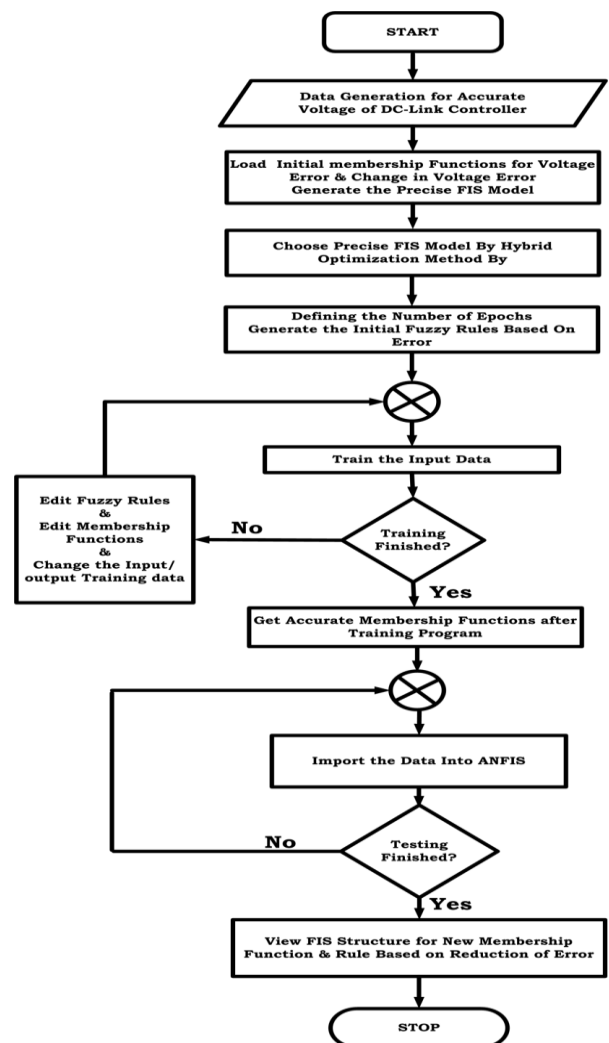 START
Data Generation for Accurate
Voltage of DC-Link Controller
Load Initial membership Functions for Voltage
Error & Change in Voltage Error
Generate the Precise FIS Model
Choose Precise FIS Model By Hybrid
Optimization Method By
Defining the Number of Epochs
Generate the Initial Fuzzy Rules Based On
Error
Train the Input Data
Edit Fuzzy Rules
&
Edit Membership
Functions
&
Change the Input/
output Training data
No
Training
Finished?
Yes
Get Accurate Membership Functions after
Training Program
Import the Data Into ANFIS
No
Testing
Finished?
Yes
View FIS Structure for New Membership
Function & Rule Based on Reduction of Error
STOP